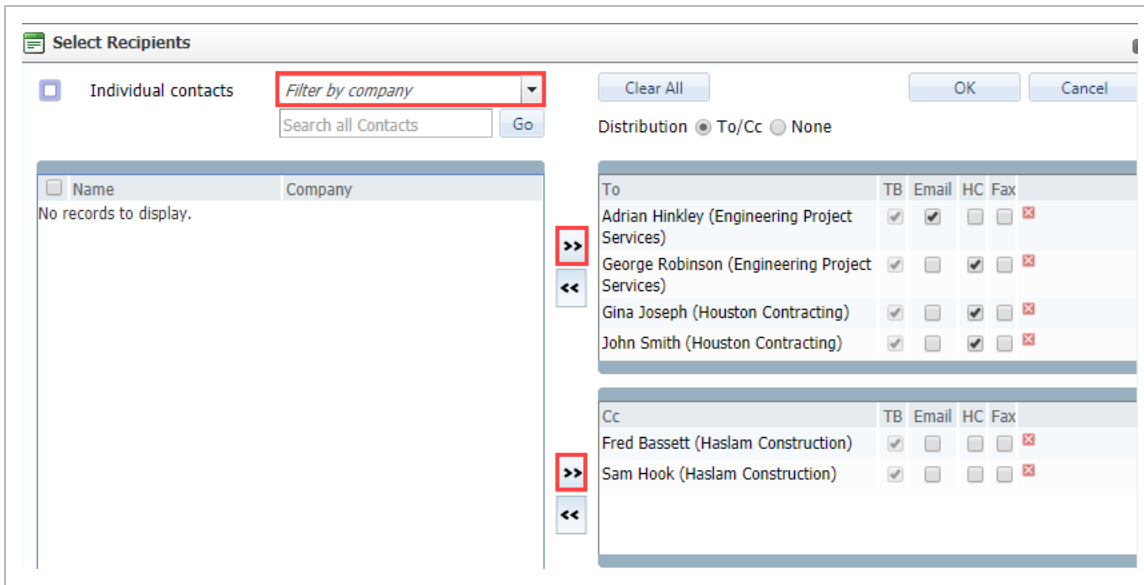 Select Recipients
Individual contacts
Filter by company
Search all Contacts Go
Clear All OK Cancel
Distribution To/Cc None
Name Company
No records to display.
>>
<<
To TB Email HC Fax
Adrian Hinkley (Engineering Project
Services)
George Robinson (Engineering Project
Services)
Gina Joseph (Houston Contracting)
John Smith (Houston Contracting)
>>
<<
Cc TB Email HC Fax
Fred Bassett (Haslam Construction)
Sam Hook (Haslam Construction)